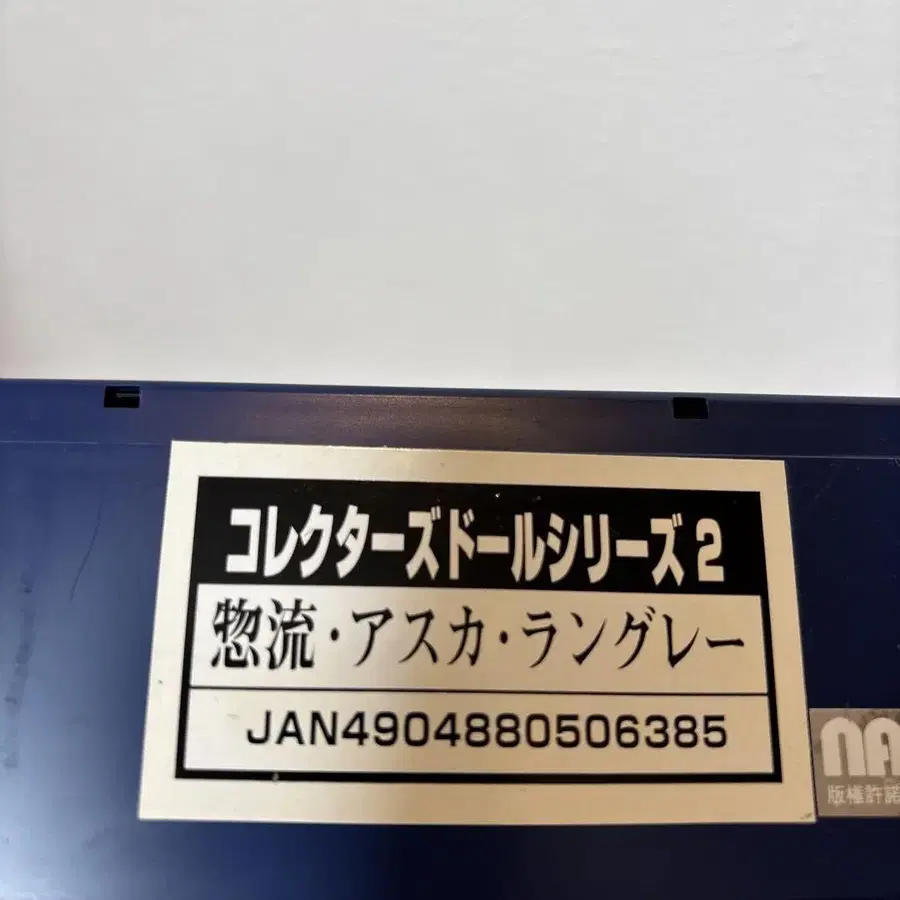 コレクターズドールシリーズ2
惣流・アスカ・ラングレー
JAN4904880506385
版権許諾